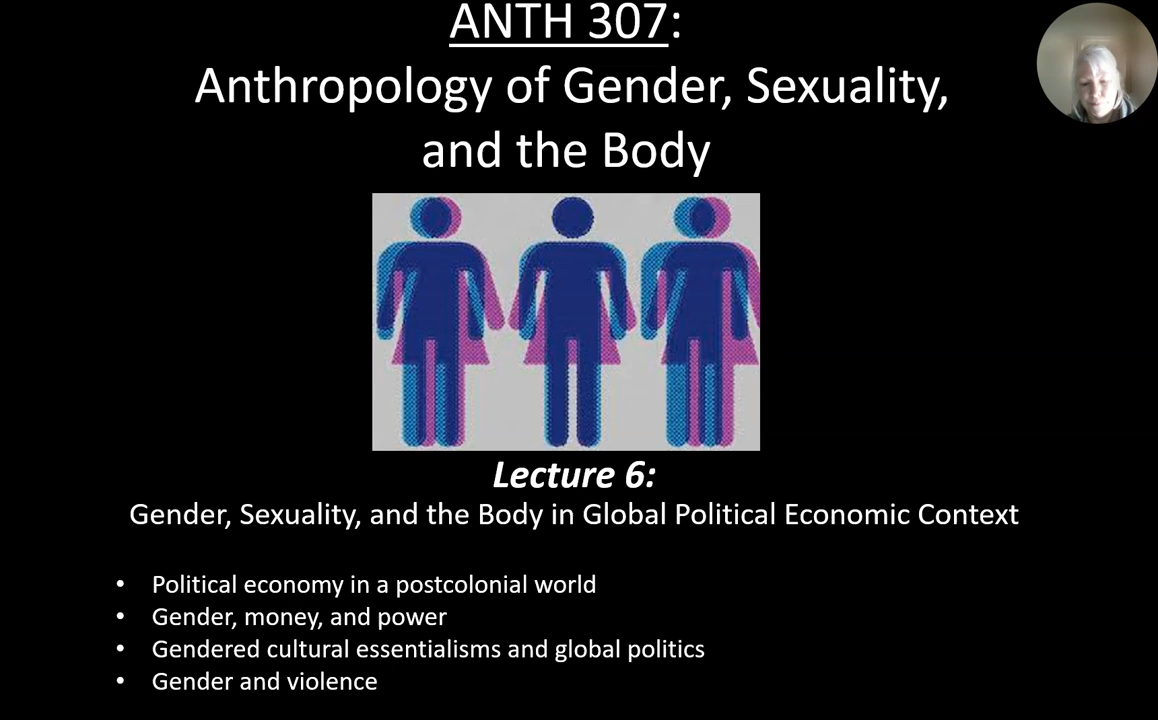 ANTH 307:
Anthropology of Gender, Sexuality,
and the Body
Lecture 6:
Gender, Sexuality, and the Body in Global Political Economic Context
• Political economy in a postcolonial world
• Gender, money, and power
• Gendered cultural essentialisms and global politics
• Gender and violence